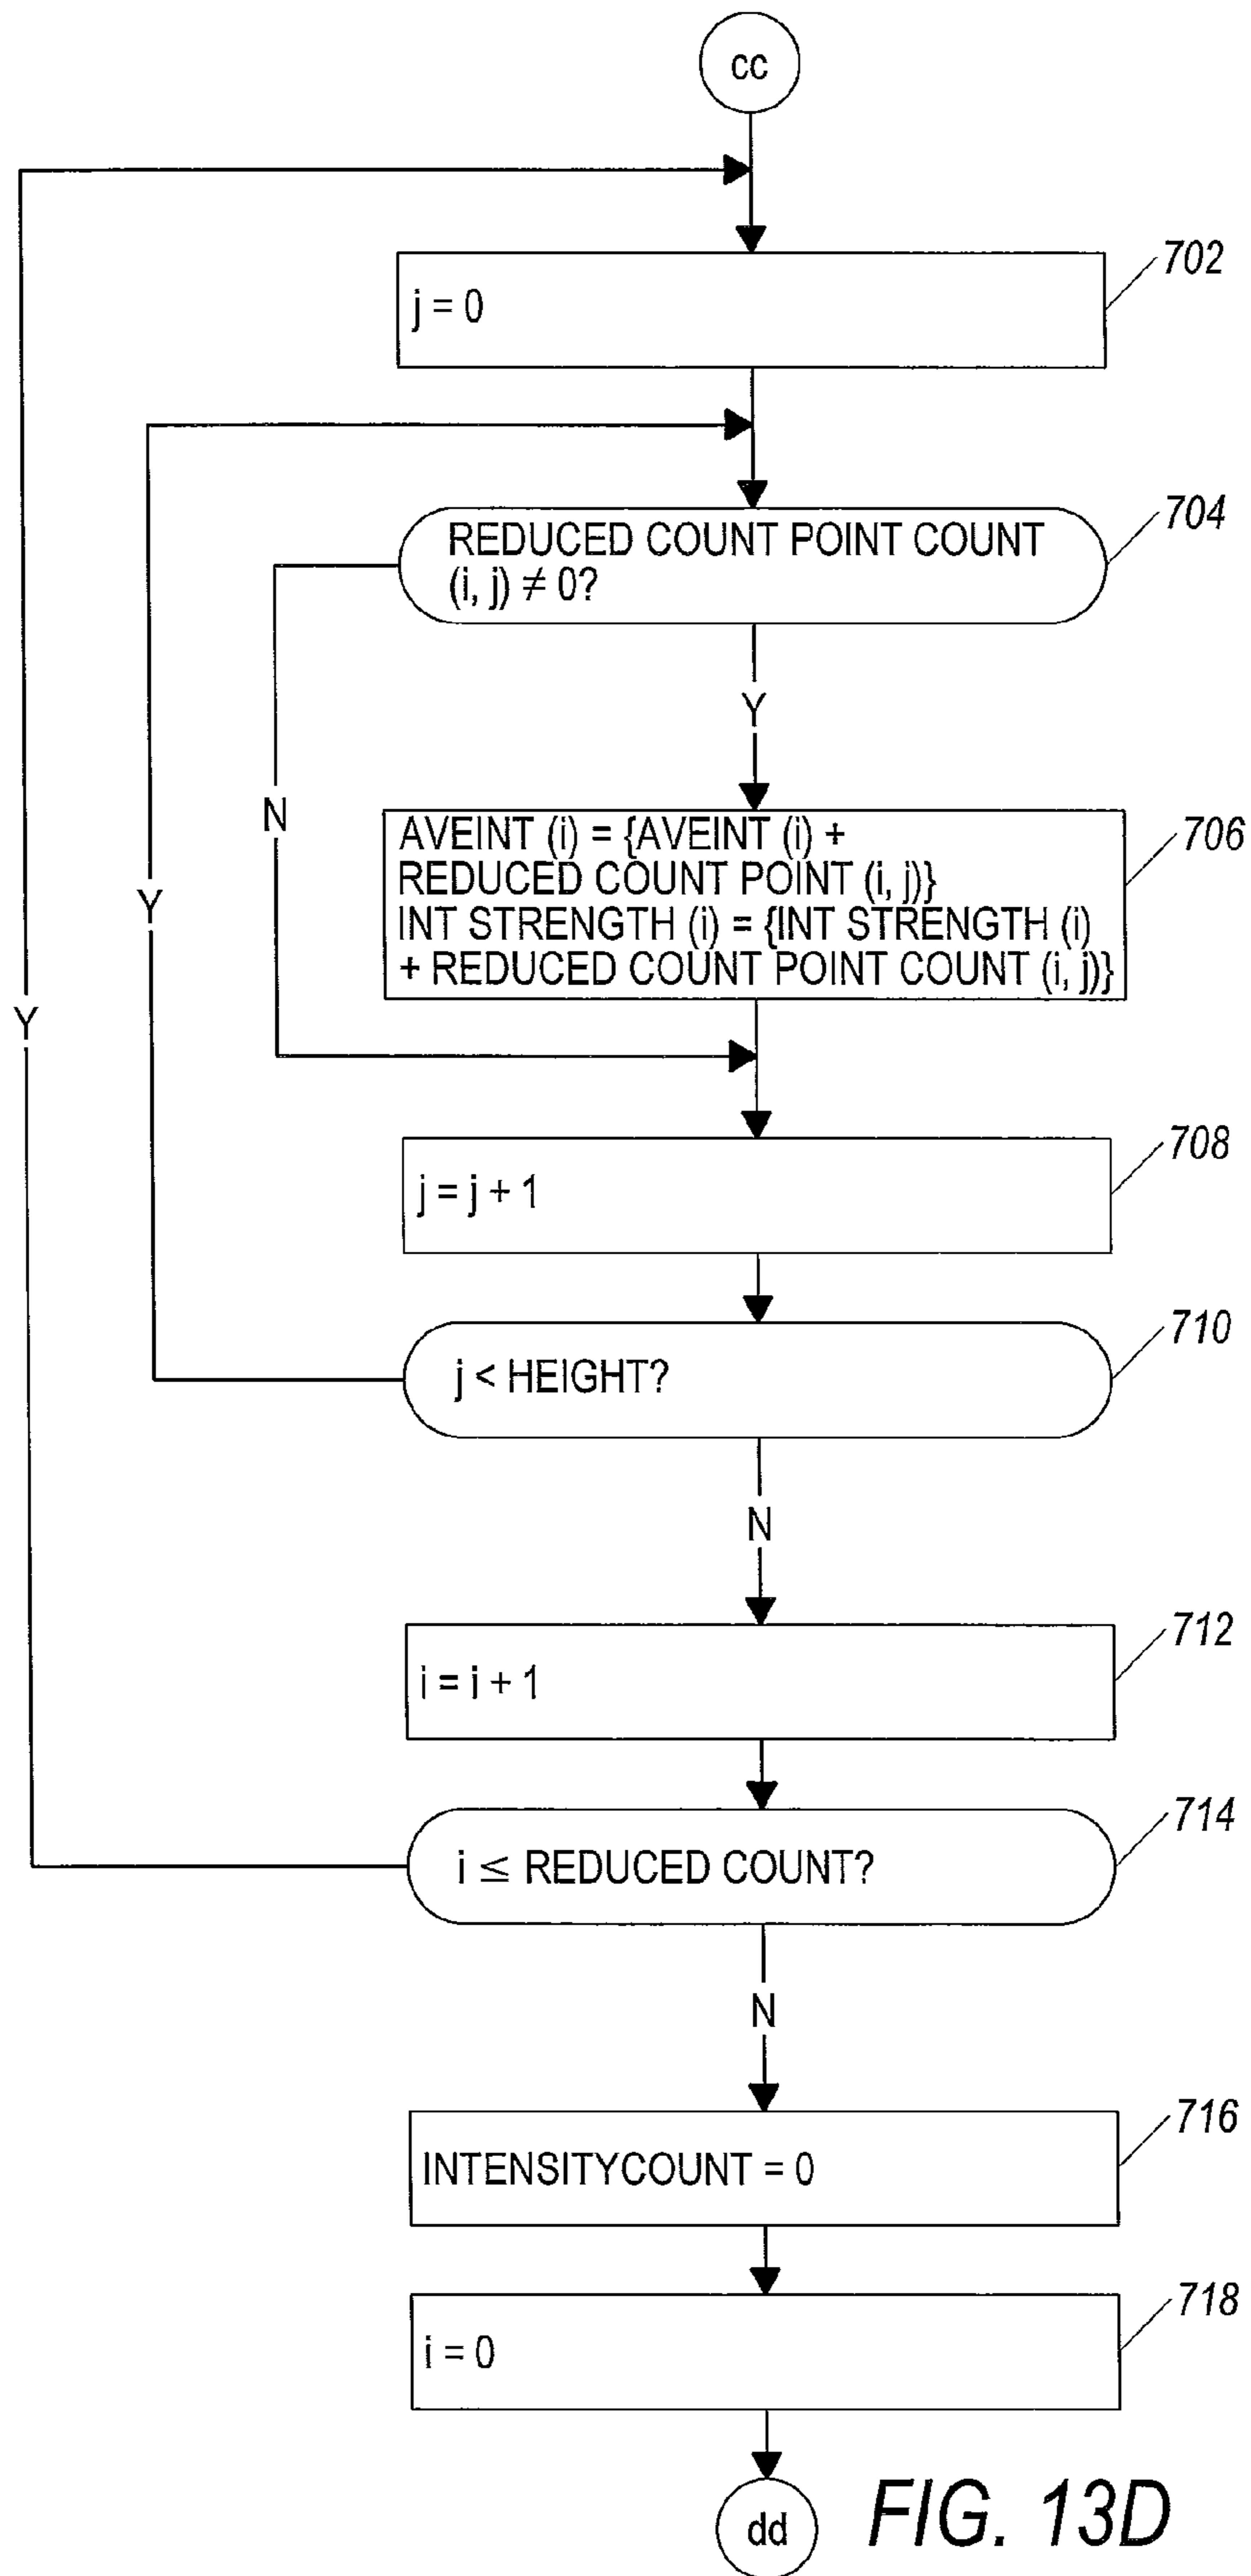 cc
702
j = 0
704
REDUCED COUNT POINT COUNT
(i, j) ≠ 0?
Y
N
706
AVEINT (i) = {AVEINT (i) +
REDUCED COUNT POINT (i, j)}
INT STRENGTH (i) = {INT STRENGTH (i)
+ REDUCED COUNT POINT COUNT (i, j)}
Y
Y
708
j = j + 1
710
j < HEIGHT?
N
712
i = i + 1
714
i ≤ REDUCED COUNT?
N
716
INTENSITYCOUNT = 0
718
i = 0
dd
FIG. 13D